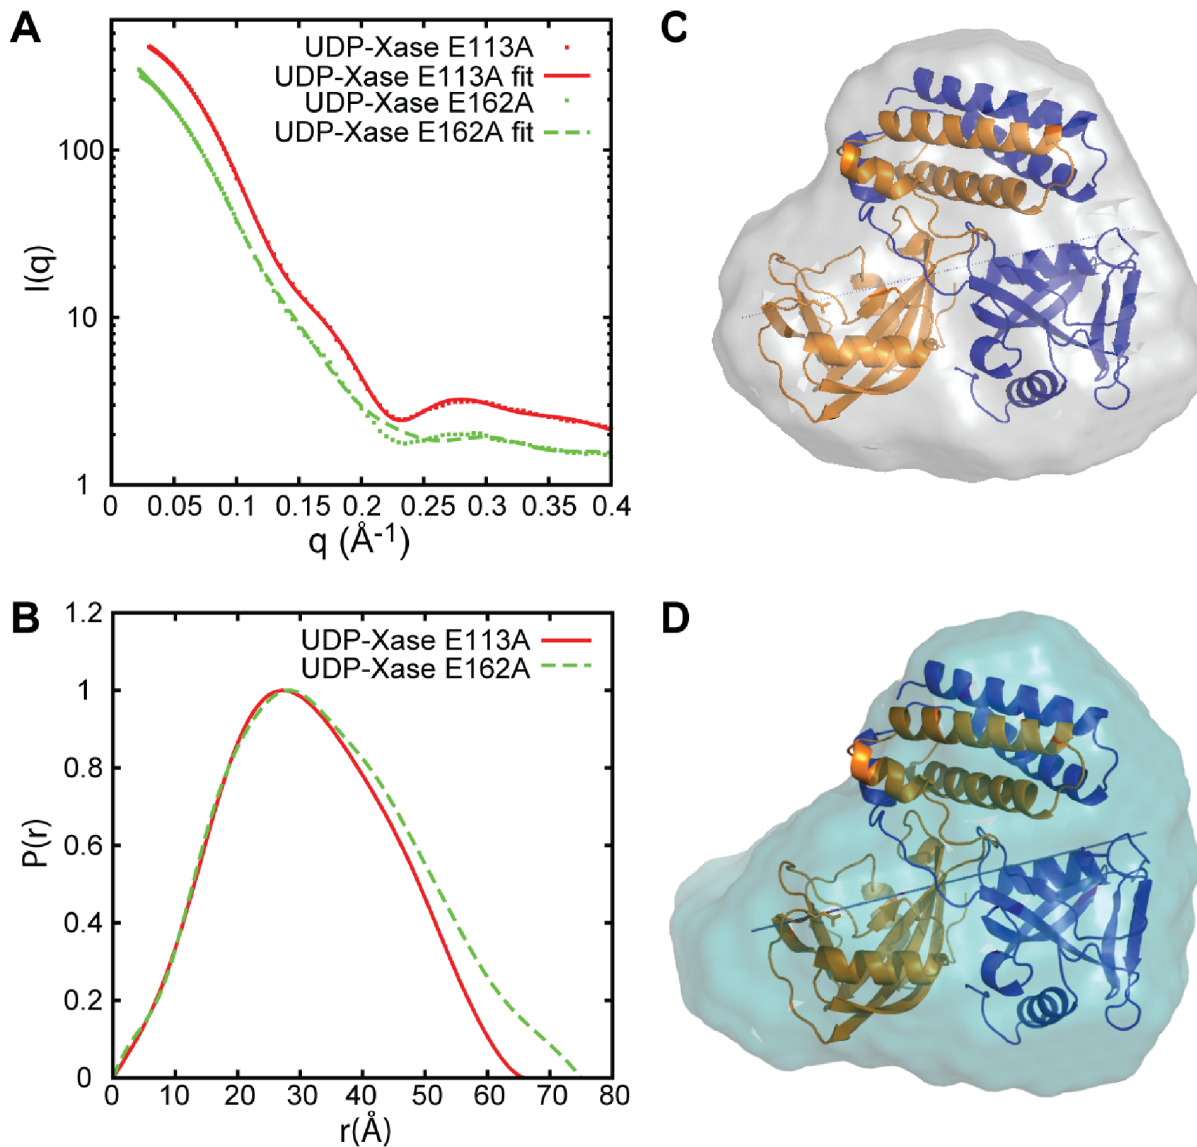 A
UDP-Xase E113A
UDP-Xase E113A fit
UDP-Xase E162A
UDP-Xase E162A fit
100
10
1
I(q)
0 0.05 0.1 0.15 0.2 0.25 0.3 0.35 0.4
q (Å⁻¹)
B
UDP-Xase E113A
UDP-Xase E162A
1.2
1
0.8
0.6
0.4
0.2
0
P(r)
0 10 20 30 40 50 60 70 80
r(Å)
C
D